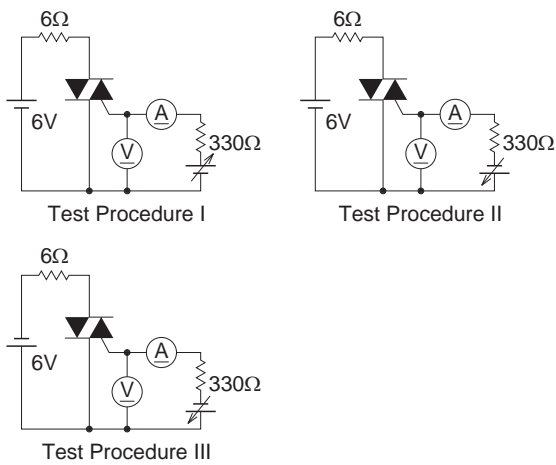 6Ω
A
V
330Ω
6V
Test Procedure I
6Ω
A
V
330Ω
6V
Test Procedure II
6Ω
A
V
330Ω
6V
Test Procedure III